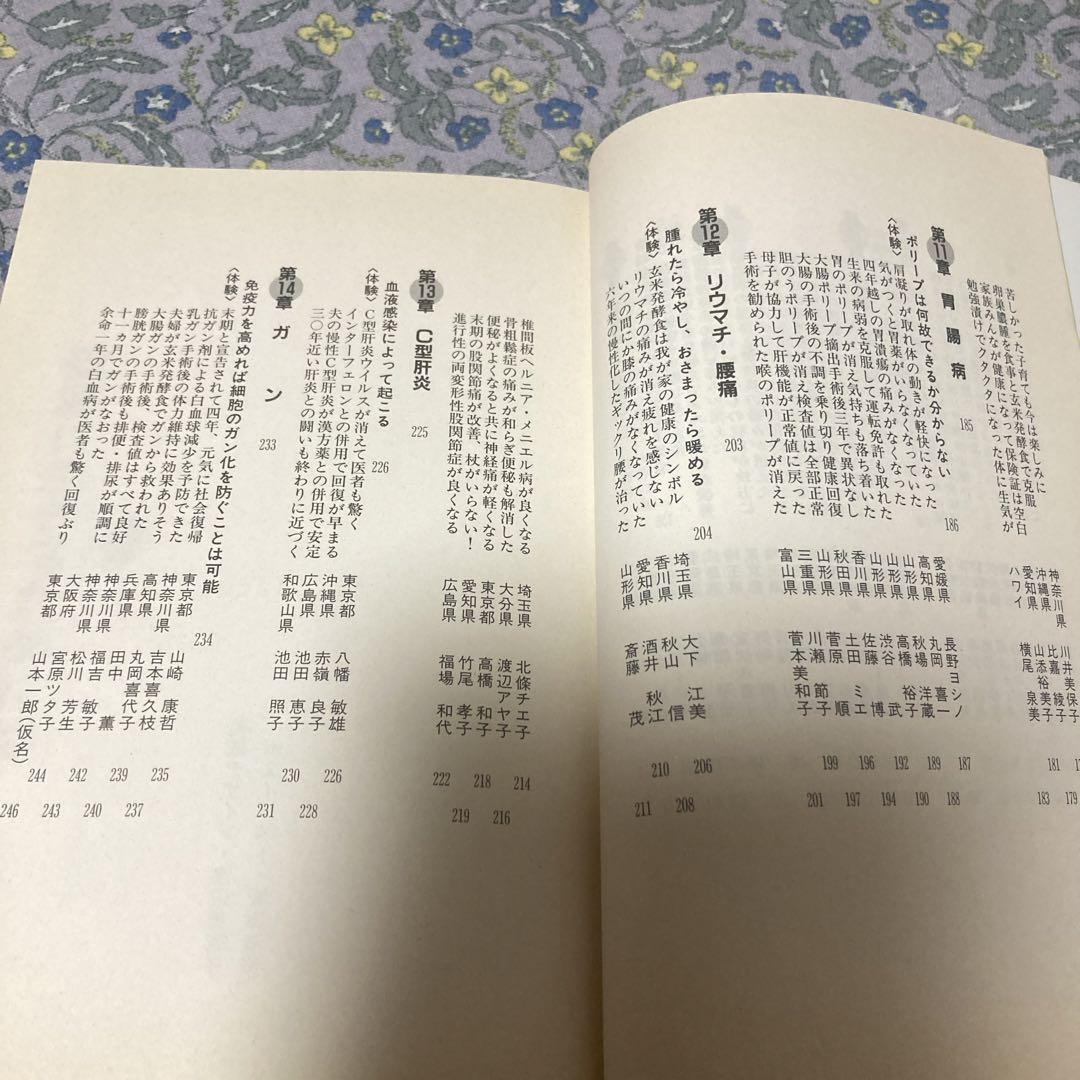 苦しかった子育ても今は楽しみに 神奈川県 川井美保子
卵巣嚢腫を食事と玄米発酵食で克服 沖縄県 比嘉 綾子 179
家族みんなが健康になって保険証は空白 愛知県 山添裕美子 181
勉強漬けでクタクタになった体に生気が ハワイ 横尾 泉美 183
第11章 胃腸病 185
ポリープは何故できるか分からない 186
〈体験〉
肩凝りが取れ体の動きが軽快になった 愛媛県 長野ヨシノ 187
気がつくと胃薬がいらなくなっていた 高知県 丸岡 喜一 188
四年越しの胃潰瘍の痛みがなくなった 山形県 秋場 洋蔵 189
生来の病弱を克服して運転免許も取れた 山形県 高橋 裕子 190
胃のポリープが消え気持ちも落ち着いた 山形県 渋谷 武 192
大腸ポリープ摘出手術後三年で異状なし 香川県 佐藤 博 194
大腸の手術後の不調を乗り切り健康回復 秋田県 土田 ミエ 196
胆のうポリープが消え検査値は全部正常 山形県 菅原 順 197
母子が協力して肝機能が正常値に戻った 三重県 川瀬 節子 199
手術を勧められた喉のポリープが消えた 富山県 菅本美和子 201
第12章 リウマチ・腰痛 203
腫れたら冷やし、おさまったら暖める 204
〈体験〉
玄米発酵食は我が家の健康のシンボル 埼玉県 大下 江美 206
リウマチの痛みが消え疲れを感じない 香川県 秋山 信 208
いつの間にか膝の痛みがなくなっていた 愛知県 酒井 秋江 210
六年来の慢性化したギックリ腰が治った 山形県 斎藤 茂 211
椎間板ヘルニア・メニエル病が良くなる 埼玉県 北條チエ子 214
骨粗鬆症の痛みが和らぎ便秘も解消した 大分県 渡辺アヤ子 216
便秘がよくなると共に神経痛が軽くなる 東京都 高橋 和子 218
末期の股関節痛が改善、杖がいらない! 愛知県 竹尾 孝子 219
進行性の両変形性股関節症が良くなる 広島県 福場 和代 222
第13章 C型肝炎 225
血液感染によって起こる 226
〈体験〉
C型肝炎ウイルスが消えて医者も驚く 東京都 八幡 敏雄 226
インターフェロンとの併用で回復が早まる 沖縄県 赤嶺 良子 228
夫の慢性C型肝炎が漢方薬との併用で安定 広島県 池田 恵子 230
三〇年近い肝炎との闘いも終わりに近づく 和歌山県 池田 照子 231
第14章 ガン 233
免疫力を高めれば細胞のガン化を防ぐことは可能 234
〈体験〉
末期と宣告されて四年、元気に社会復帰 東京都 山崎 康哲 235
抗ガン剤による白血球減少を予防できた 神奈川県 吉本喜久枝 237
乳ガン手術後の体力維持に効果ありそう 高知県 丸岡喜代子 239
夫婦が玄米発酵食でガンから救われた 兵庫県 田中 薫 240
大腸ガンの手術後、検査値はすべて良好 神奈川県 福吉 敏子 242
膀胱ガンの手術後も排便・排尿が順調に 神奈川県 松川 芳生 243
十一ヵ月でガンがなおった 大阪府 宮原ツタ子 244
余命一年の白血病が医者も驚く回復ぶり 東京都 山本一郎(仮名) 246